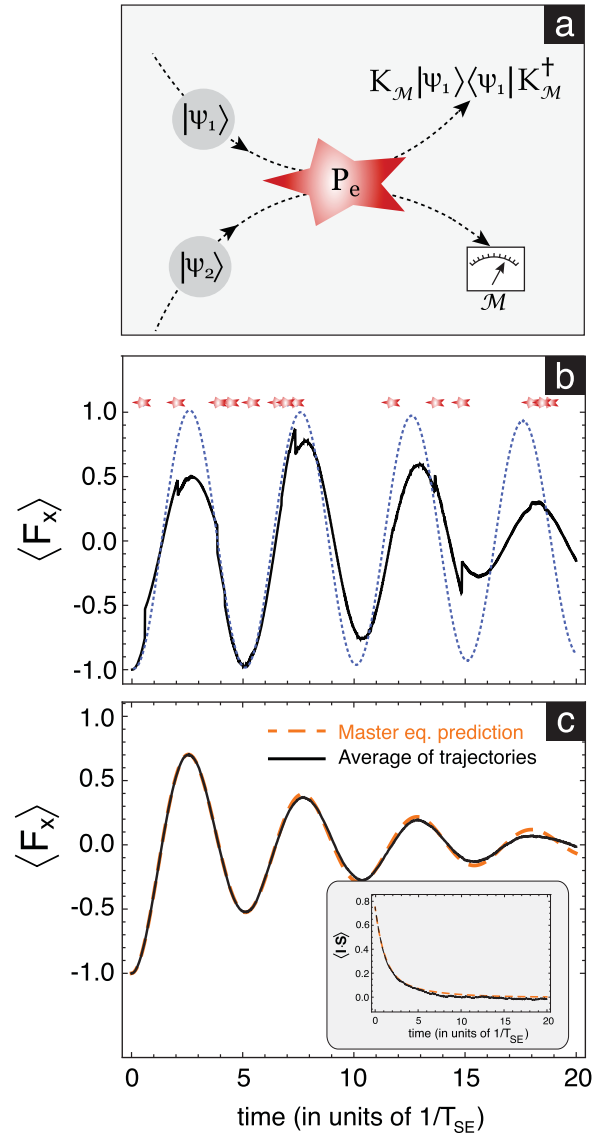 a
|ψ₁⟩
K_ℳ|ψ₁⟩⟨ψ₁|K_ℳ^†
Pₑ
|ψ₂⟩
ℳ
b
⟨Fₓ⟩
1.0
0.5
0.0
-0.5
-1.0
c
⟨Fₓ⟩
1.0
0.5
0.0
-0.5
-1.0
Master eq. prediction
Average of trajectories
⟨I·S⟩
0.8
0.6
0.4
0.2
0.0
0 5 10 15 20
time (in units of 1/T_SE)
0 5 10 15 20
time (in units of 1/T_SE)